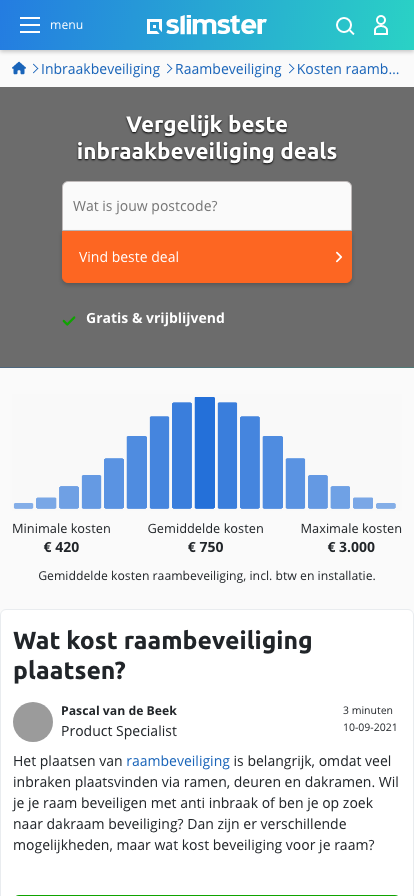 menu
slimster
Inbraakbeveiliging
Raambeveiliging
Kosten raamb...
Vergelijk beste
inbraakbeveiliging deals
Wat is jouw postcode?
Vind beste deal
Gratis & vrijblijvend
Minimale kosten
€ 420
Gemiddelde kosten
€ 750
Maximale kosten
€ 3.000
Gemiddelde kosten raambeveiliging, incl. btw en installatie.
Wat kost raambeveiliging
plaatsen?
Pascal van de Beek
Product Specialist
3 minuten
10-09-2021
Het plaatsen van raambeveiliging is belangrijk, omdat veel
inbraken plaatsvinden via ramen, deuren en dakramen. Wil
je je raam beveiligen met anti inbraak of ben je op zoek
naar dakraam beveiliging? Dan zijn er verschillende
mogelijkheden, maar wat kost beveiliging voor je raam?